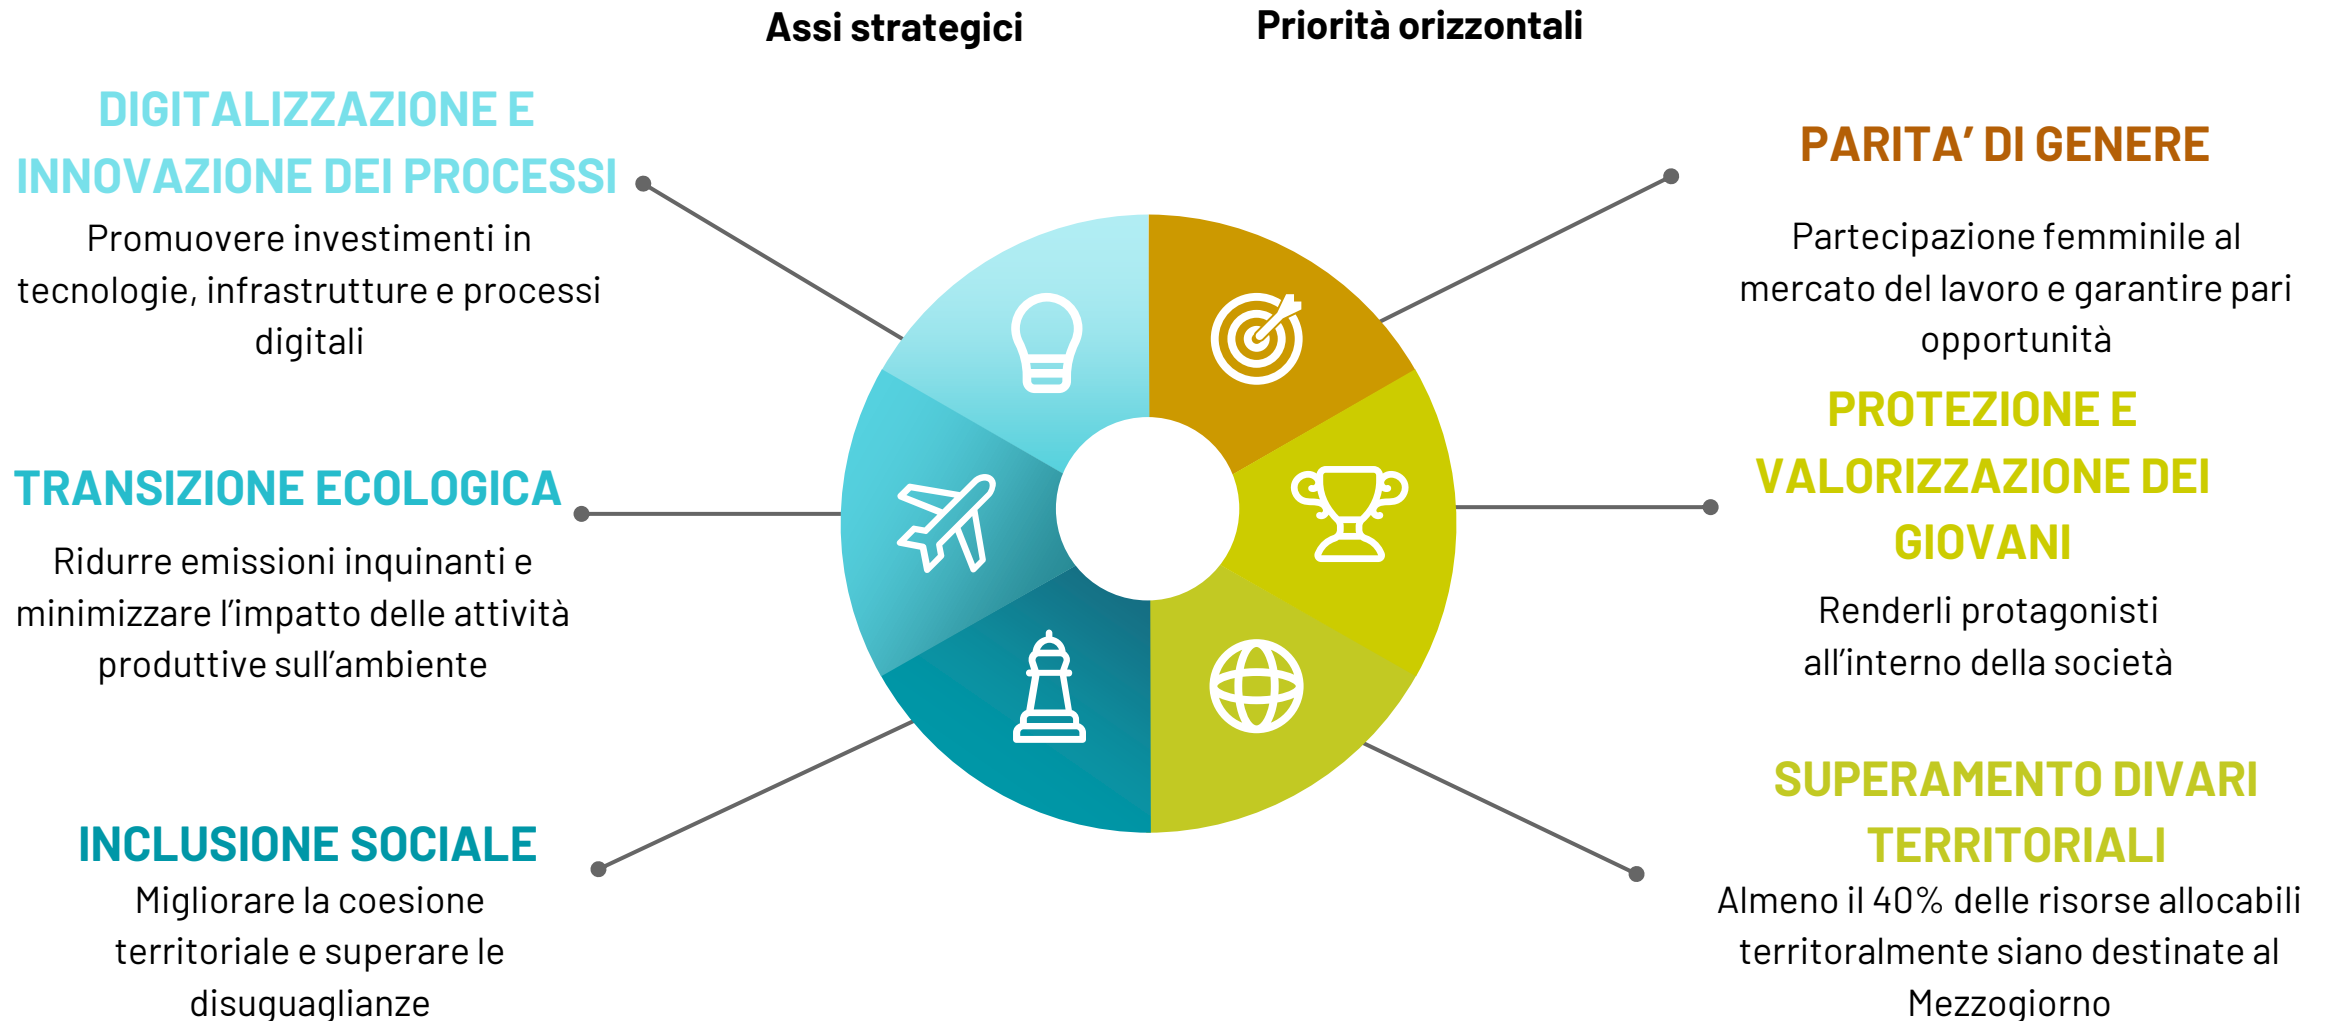 Assi strategici
Priorità orizzontali
DIGITALIZZAZIONE E
INNOVAZIONE DEI PROCESSI
Promuovere investimenti in
tecnologie, infrastrutture e processi
digitali
TRANSIZIONE ECOLOGICA
Ridurre emissioni inquinanti e
minimizzare l’impatto delle attività
produttive sull’ambiente
INCLUSIONE SOCIALE
Migliorare la coesione
territoriale e superare le
disuguaglianze
PARITA’ DI GENERE
Partecipazione femminile al
mercato del lavoro e garantire pari
opportunità
PROTEZIONE E
VALORIZZAZIONE DEI
GIOVANI
Renderli protagonisti
all’interno della società
SUPERAMENTO DIVARI
TERRITORIALI
Almeno il 40% delle risorse allocabili
territoralmente siano destinate al
Mezzogiorno